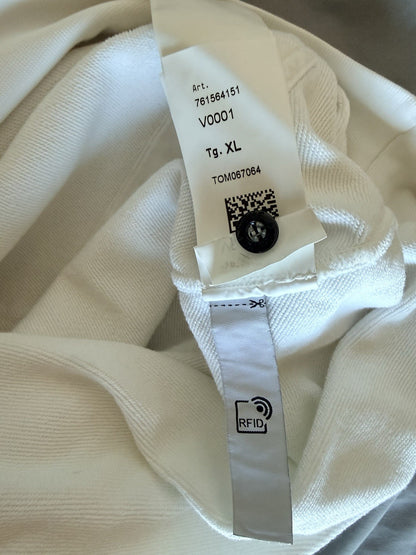 Art.
761564151
V0001
Tg. XL
TOM067064
RFID